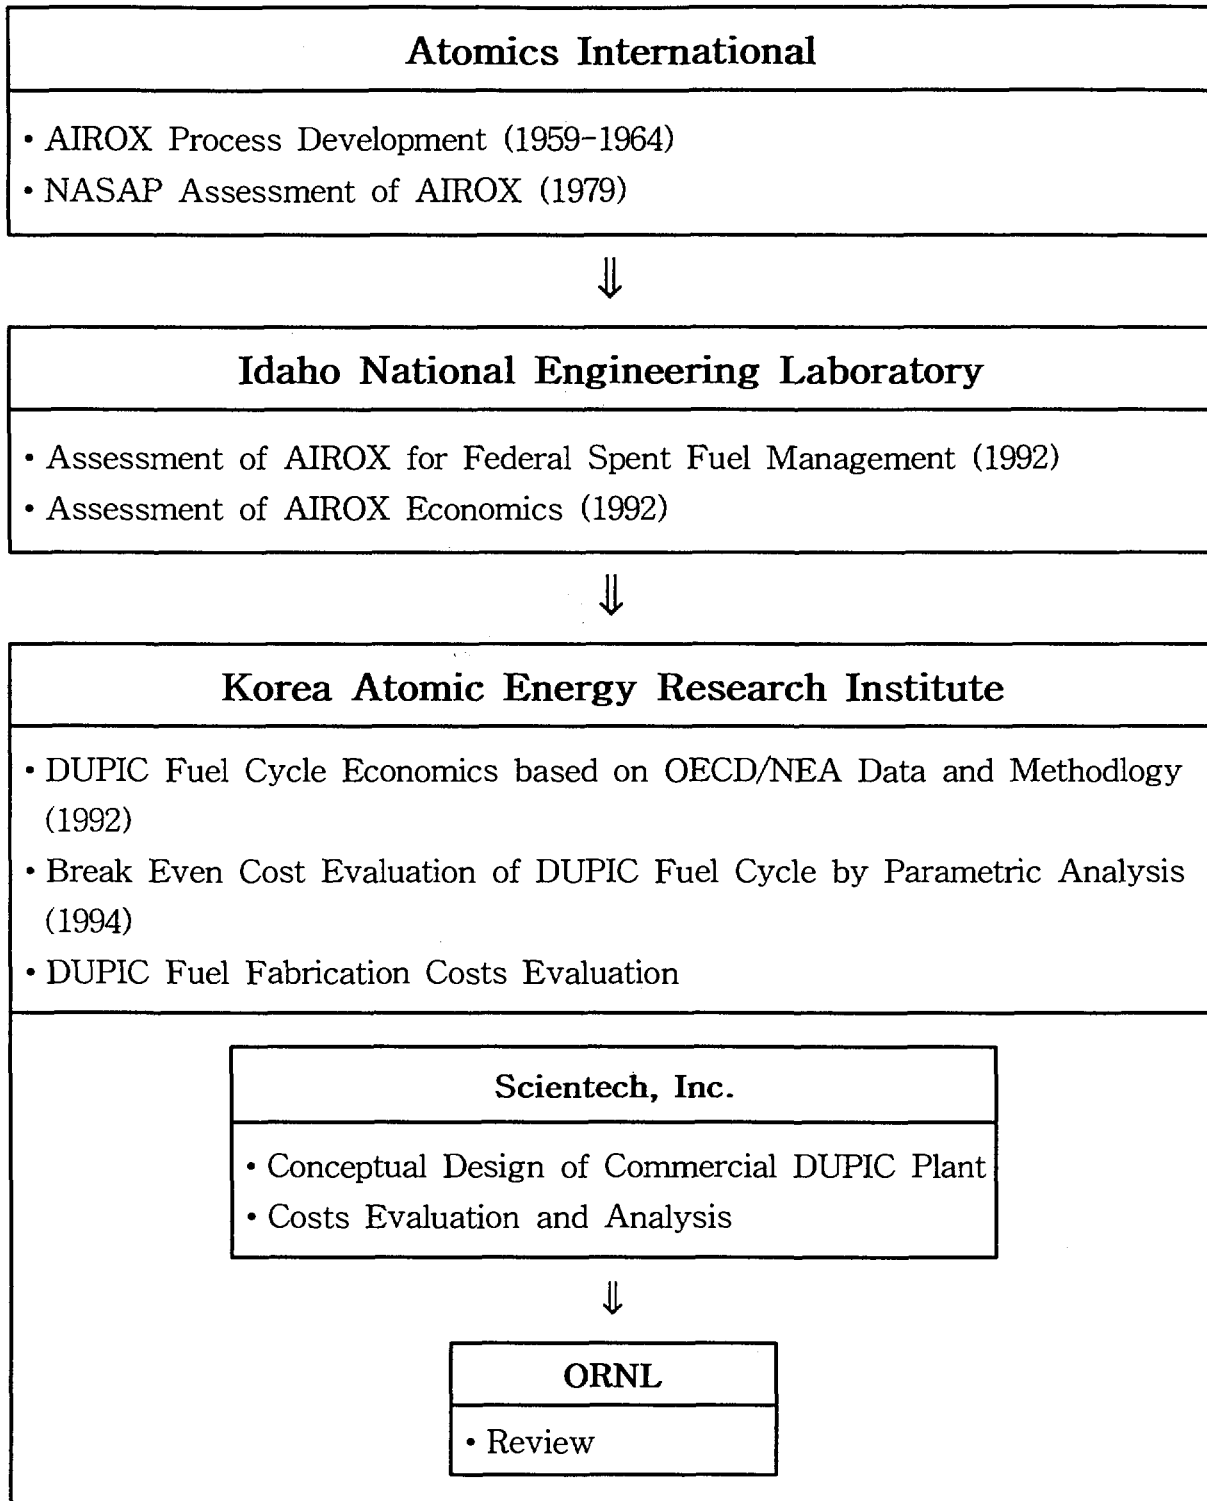 Atomics International
• AIROX Process Development (1959-1964)
• NASAP Assessment of AIROX (1979)
⇓
Idaho National Engineering Laboratory
• Assessment of AIROX for Federal Spent Fuel Management (1992)
• Assessment of AIROX Economics (1992)
⇓
Korea Atomic Energy Research Institute
• DUPIC Fuel Cycle Economics based on OECD/NEA Data and Methodlogy
(1992)
• Break Even Cost Evaluation of DUPIC Fuel Cycle by Parametric Analysis
(1994)
• DUPIC Fuel Fabrication Costs Evaluation
Scientech, Inc.
• Conceptual Design of Commercial DUPIC Plant
• Costs Evaluation and Analysis
⇓
ORNL
• Review